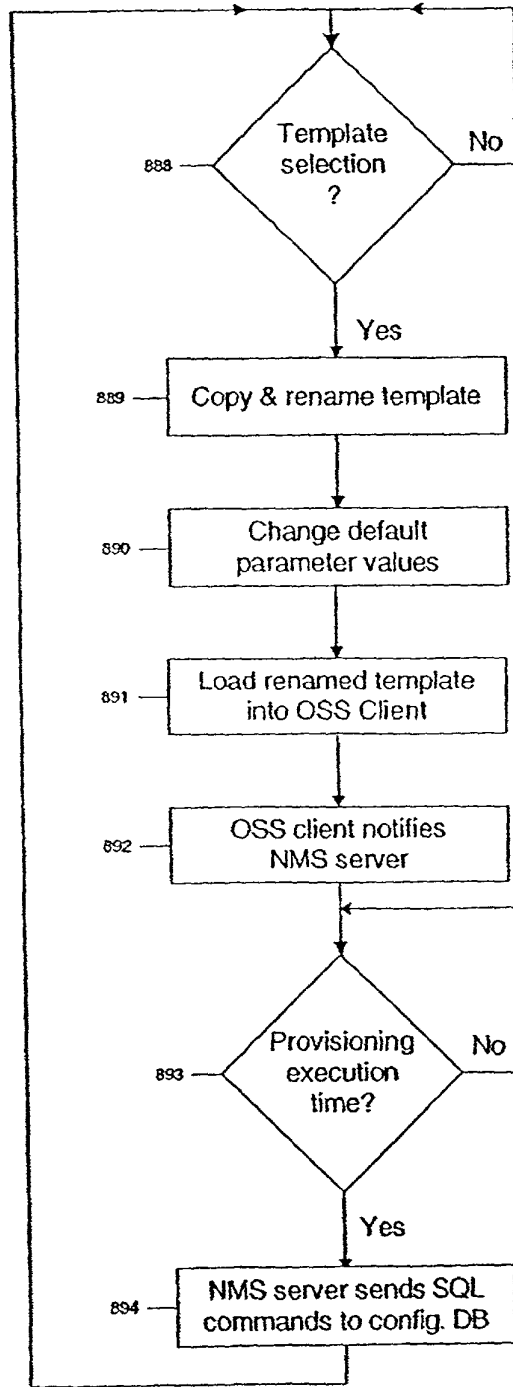 Template
selection
?
888
No
Yes
889
Copy & rename template
890
Change default
parameter values
891
Load renamed template
into OSS Client
892
OSS client notifies
NMS server
893
Provisioning
execution
time?
No
Yes
894
NMS server sends SQL
commands to config. DB